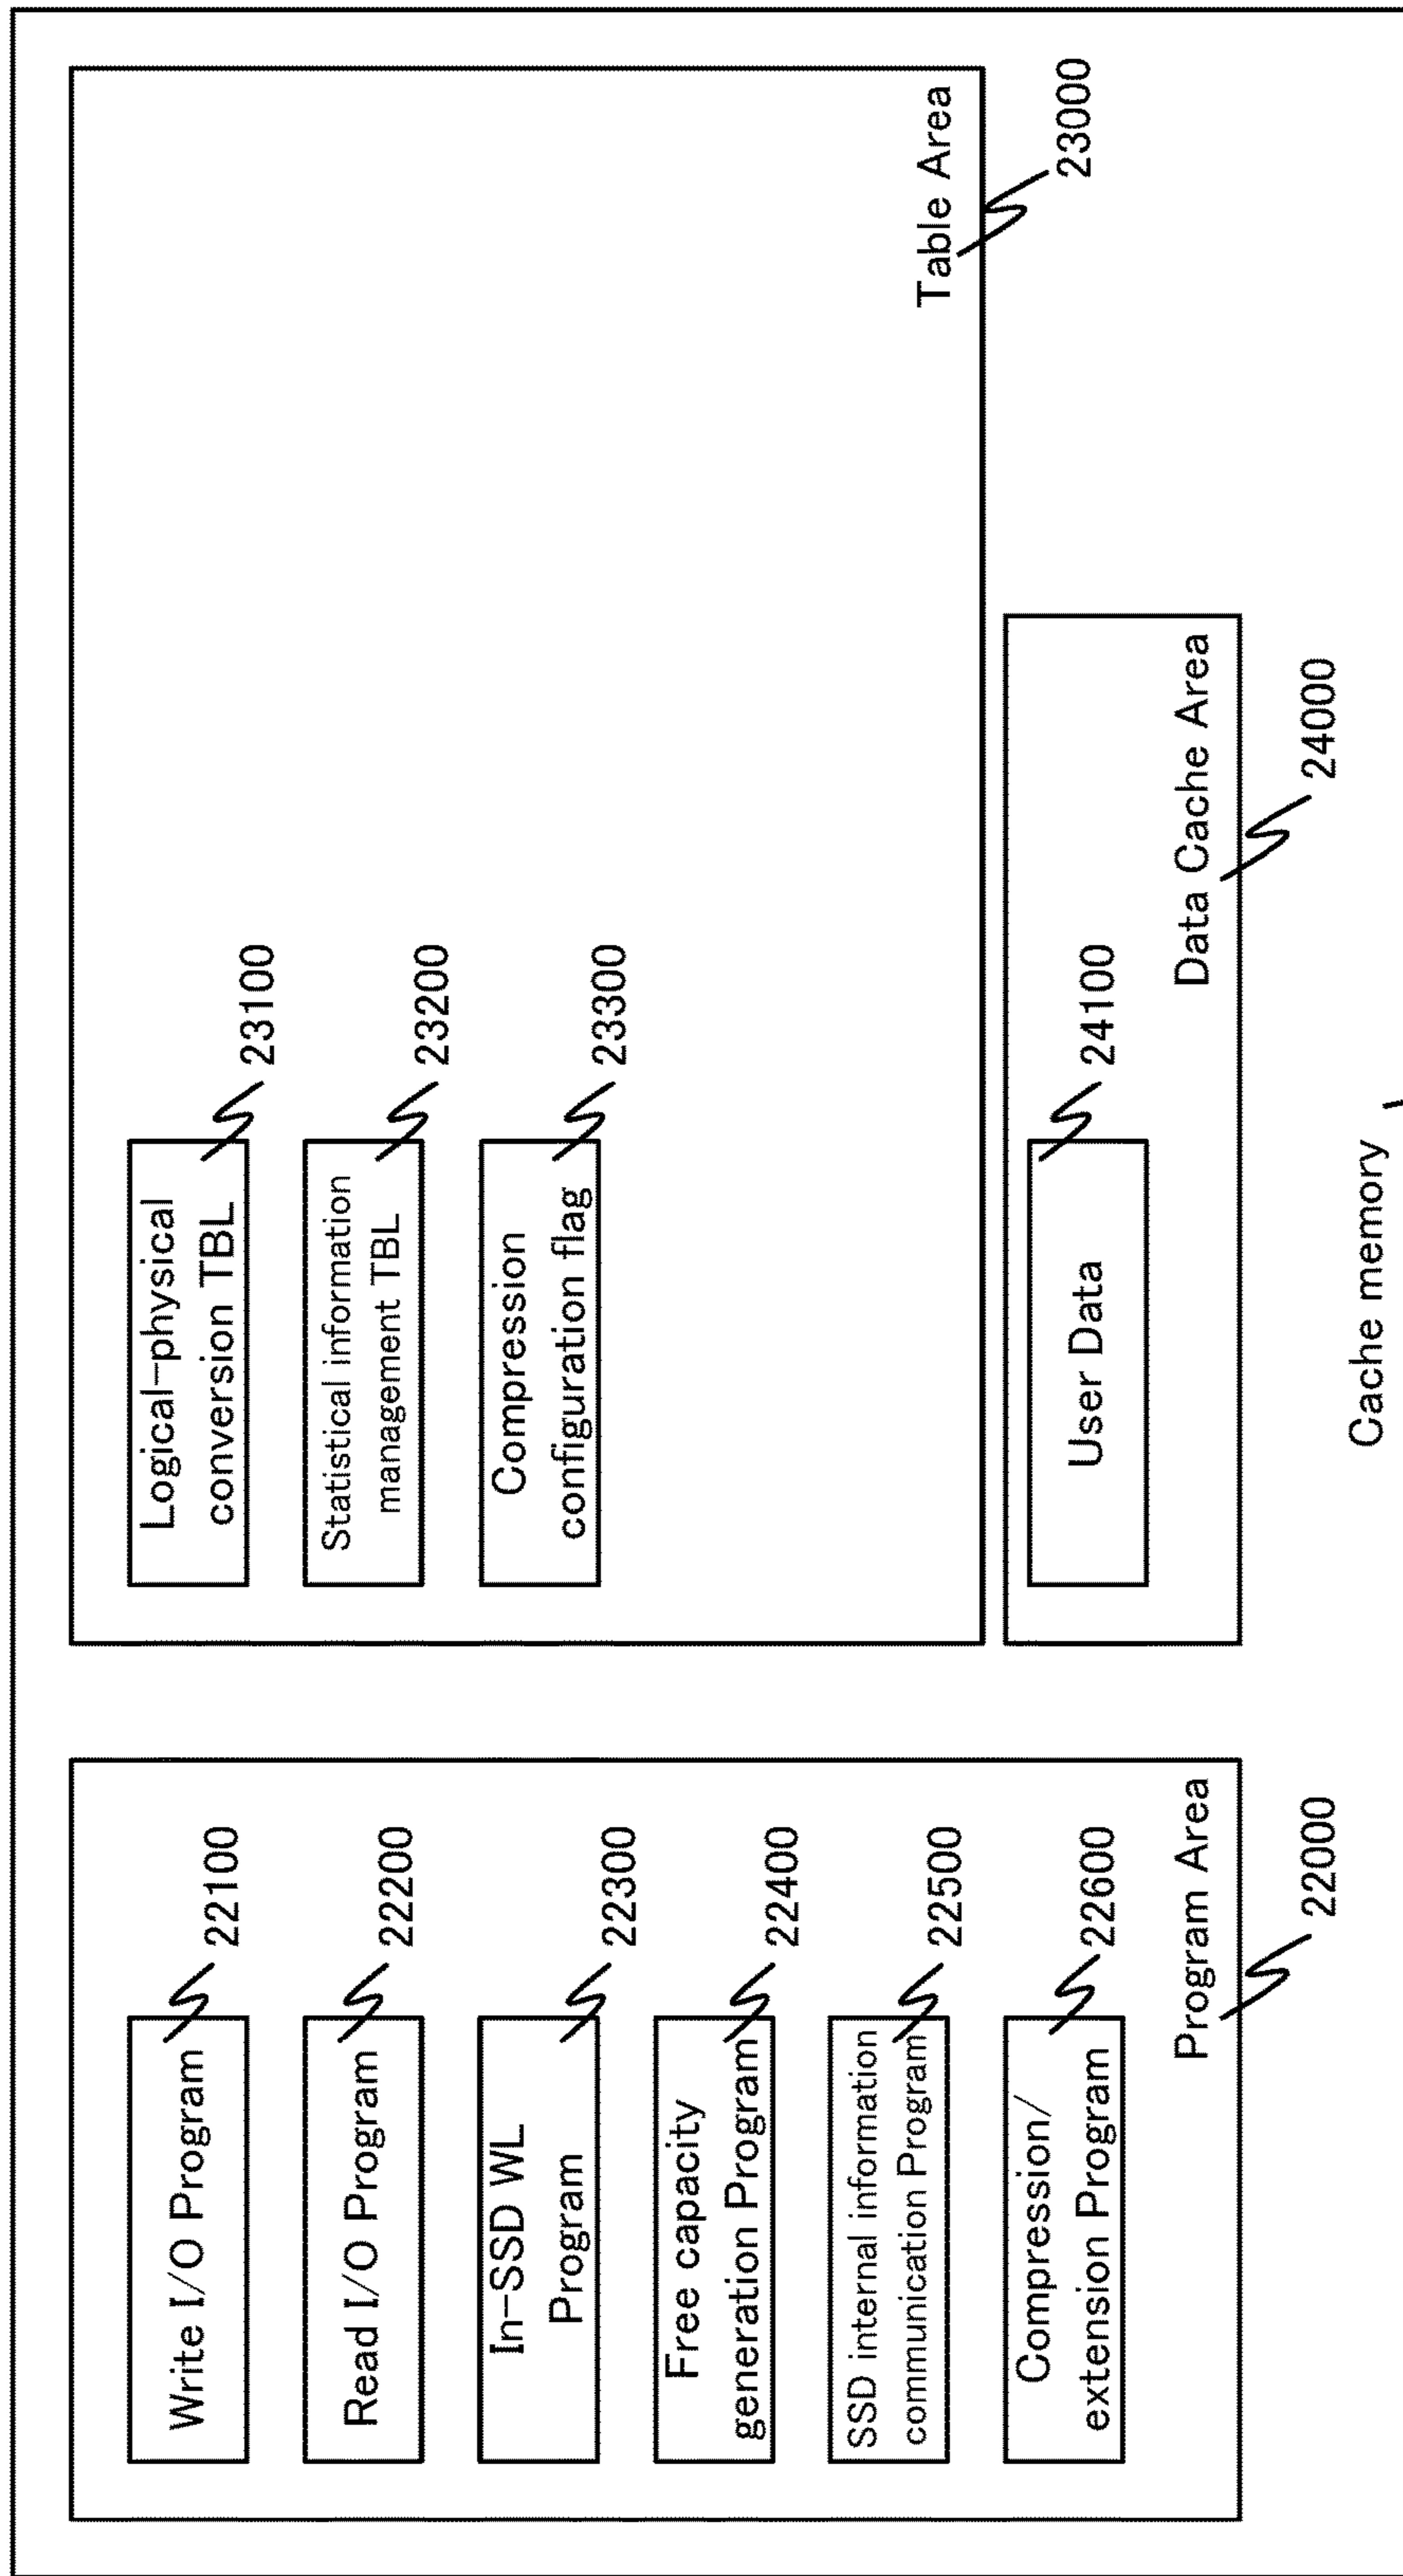 Write I/O Program
22100
Read I/O Program
22200
In-SSD WL
Program
22300
Free capacity
generation Program
22400
SSD internal information
communication Program
22500
Compression/
extension Program
22600
Program Area
22000
Logical-physical
conversion TBL
23100
Statistical information
management TBL
23200
Compression
configuration flag
23300
Table Area
23000
User Data
24100
Data Cache Area
24000
Cache memory